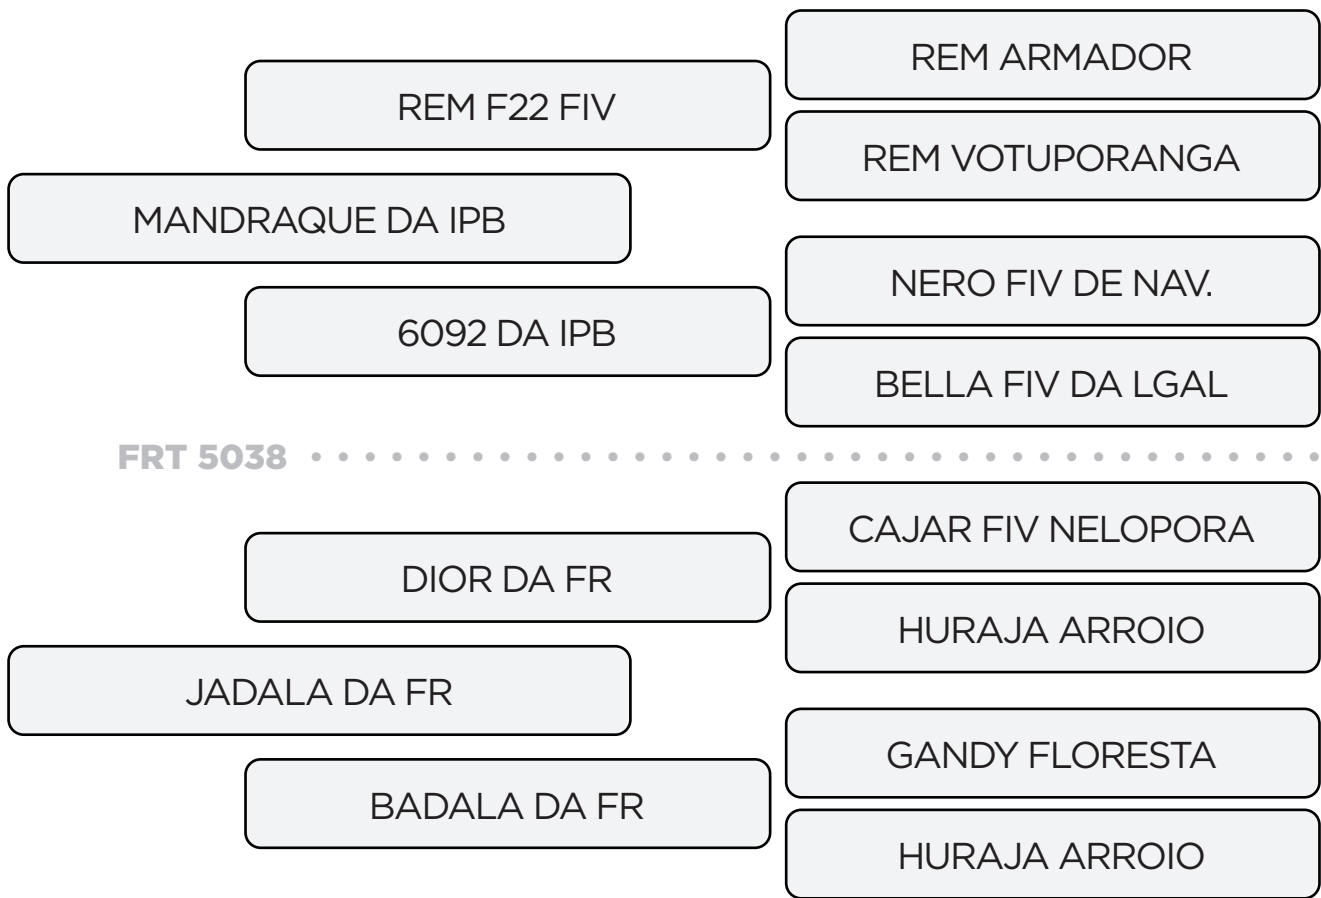 REM ARMADOR
REM F22 FIV
REM VOTUPORANGA
MANDRAQUE DA IPB
NERO FIV DE NAV.
6092 DA IPB
BELLA FIV DA LGAL
FRT 5038
CAJAR FIV NELOPORA
DIOR DA FR
HURAJA ARROIO
JADALA DA FR
GANDY FLORESTA
BADALA DA FR
HURAJA ARROIO